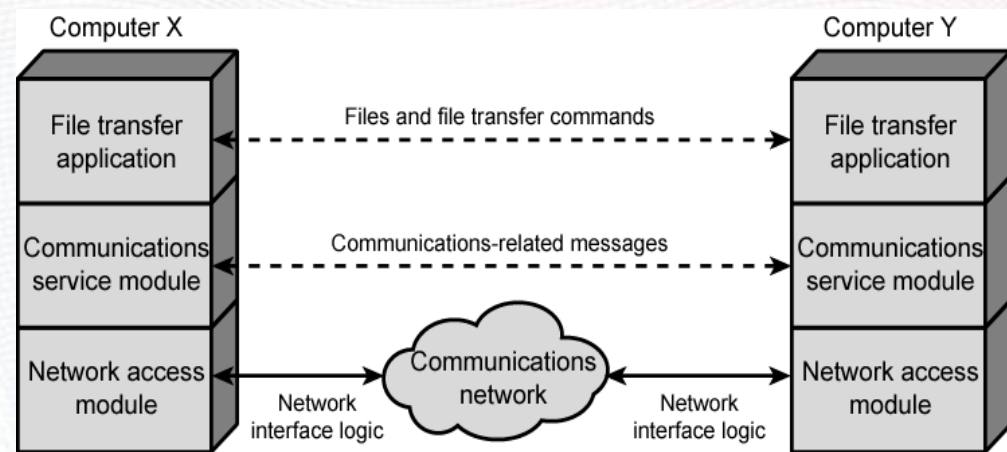 Computer X
Computer Y
File transfer
application
Files and file transfer commands
File transfer
application
Communications
service module
Communications-related messages
Communications
service module
Network access
module
Network
interface logic
Communications
network
Network
interface logic
Network access
module